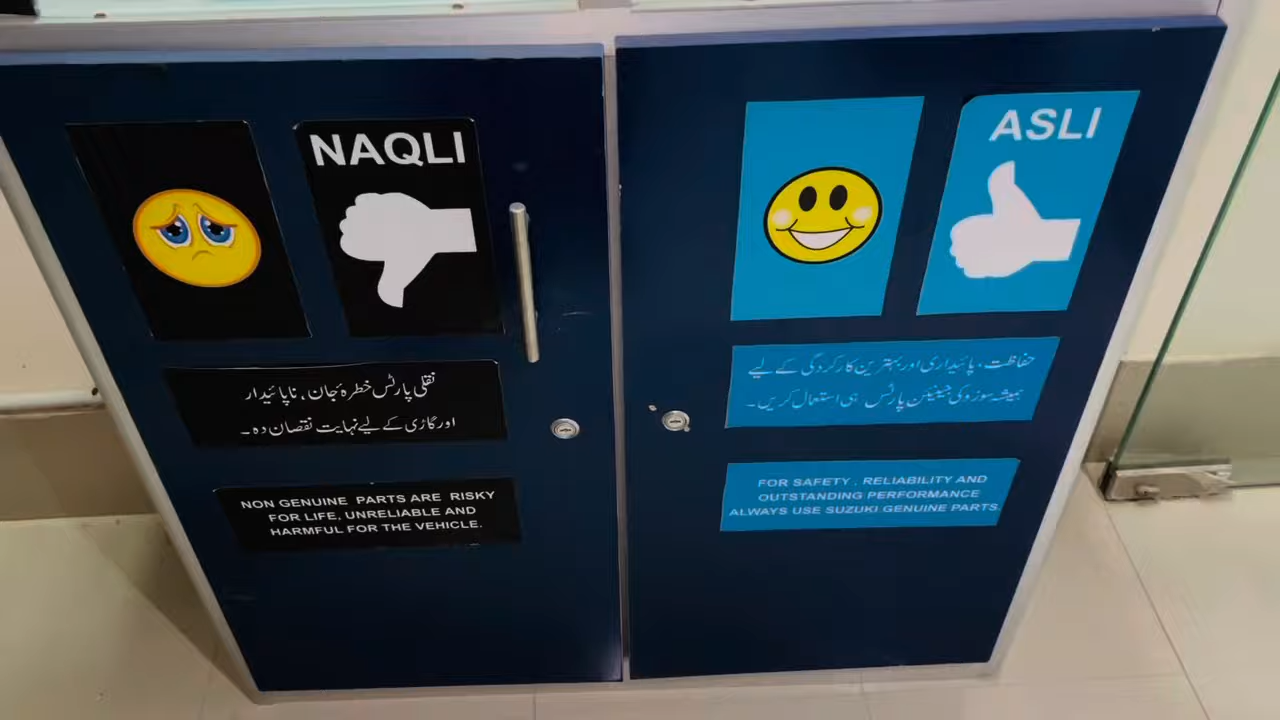 NAQLI
نقلی پارٹس خطرہ جان، ناپائیدار
اور گاڑی کے لیے نہایت نقصان دہ۔
NON GENUINE PARTS ARE RISKY
FOR LIFE, UNRELIABLE AND
HARMFUL FOR THE VEHICLE.
ASLI
حفاظت، پائیداری اور بہترین کارکردگی کے لیے
ہمیشہ سوزوکی جینئین پارٹس ہی استعمال کریں۔
FOR SAFETY . RELIABILITY AND
OUTSTANDING PERFORMANCE
ALWAYS USE SUZUKI GENUINE PARTS.